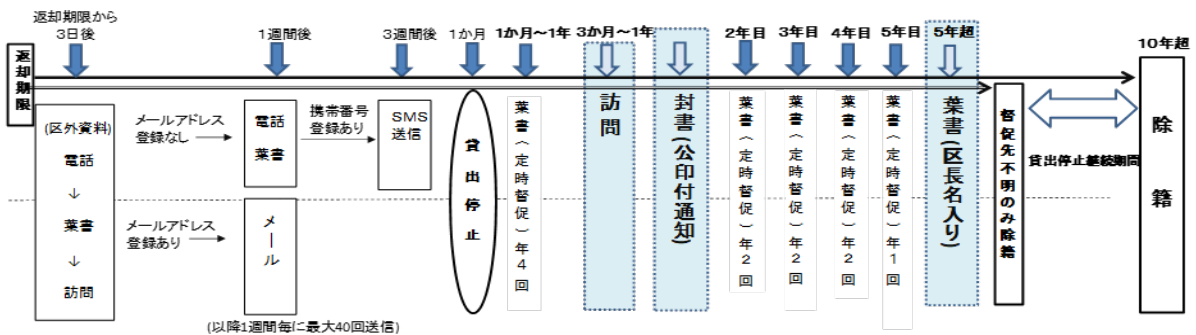 返却期限から
3日後
1週間後
3週間後
1か月
1か月～1年
3か月～1年
2年目
3年目
4年目
5年目
5年超
10年超
返却期限
(区外資料)
電話
↓
葉書
↓
訪問
メールアドレス
登録なし
電話
葉書
携帯番号
登録あり
SMS
送信
メールアドレス
登録あり
メール
(以降1週間毎に最大40回送信)
貸出停止
葉書(定時督促)年4回
訪問
封書(公印付通知)
葉書(定時督促)年2回
葉書(定時督促)年2回
葉書(定時督促)年2回
葉書(定時督促)年1回
葉書(区長名入り)
督促先不明のみ除籍
貸出停止継続期間
除籍